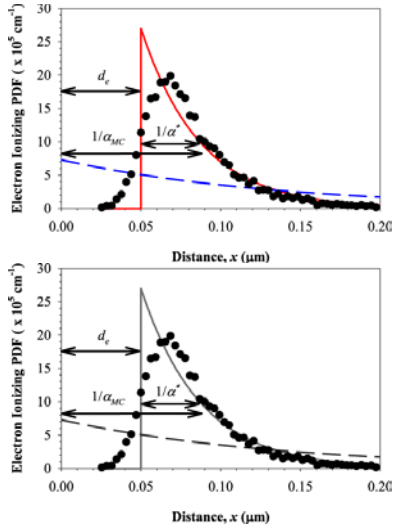 Electron Ionizing PDF ( x 10⁵ cm⁻¹)
30
25
20
15
10
5
0
dₑ
1/α*
1/α_MC
0.00 0.05 0.10 0.15 0.20
Distance, x (μm)
Electron Ionizing PDF ( x 10⁵ cm⁻¹)
30
25
20
15
10
5
0
dₑ
1/α*
1/α_MC
0.00 0.05 0.10 0.15 0.20
Distance, x (μm)